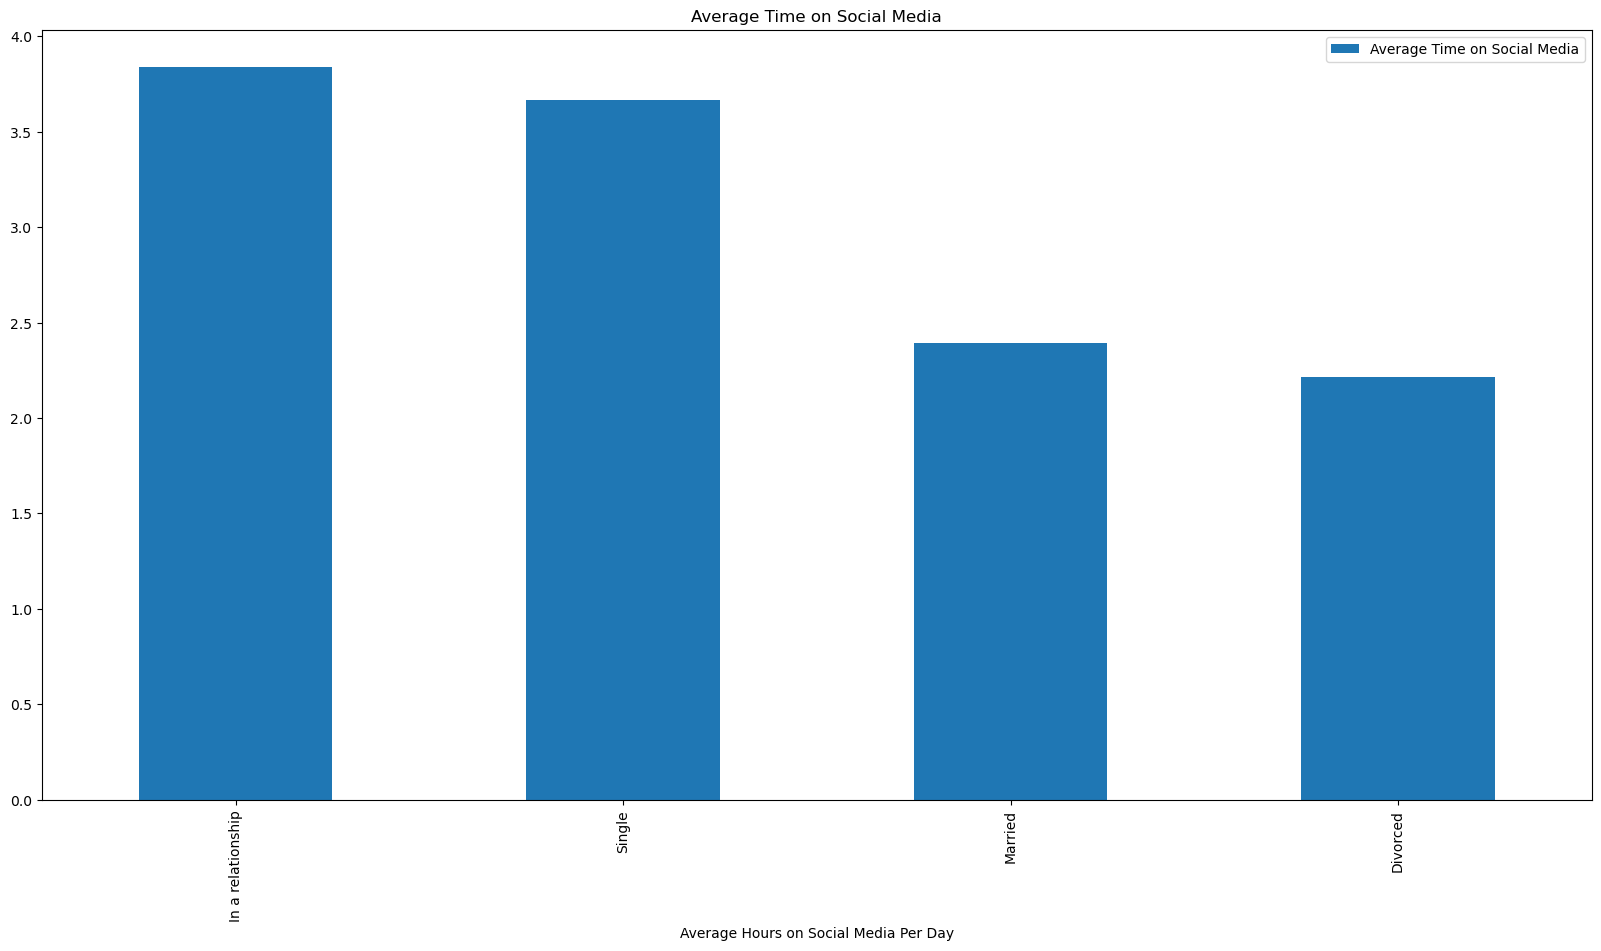 Average Time on Social Media
Average Time on Social Media
4.0
3.5
3.0
2.5
2.0
1.5
1.0
0.5
0.0
In a relationship
Single
Married
Divorced
Average Hours on Social Media Per Day